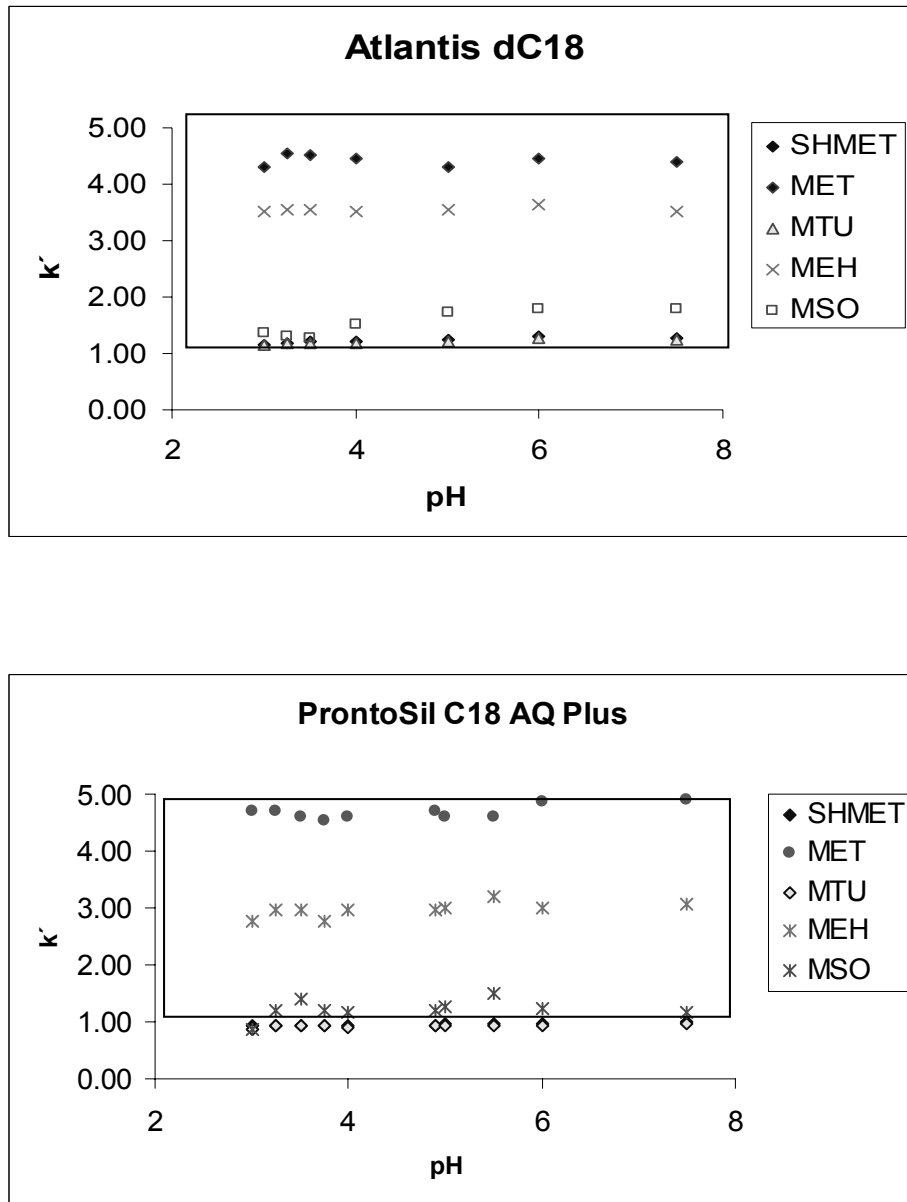 Atlantis dC18
5.00
4.00
3.00
2.00
1.00
0.00
k´
2 4 6 8
pH
SHMET
MET
MTU
MEH
MSO
ProntoSil C18 AQ Plus
5.00
4.00
3.00
2.00
1.00
0.00
k´
2 4 6 8
pH
SHMET
MET
MTU
MEH
MSO